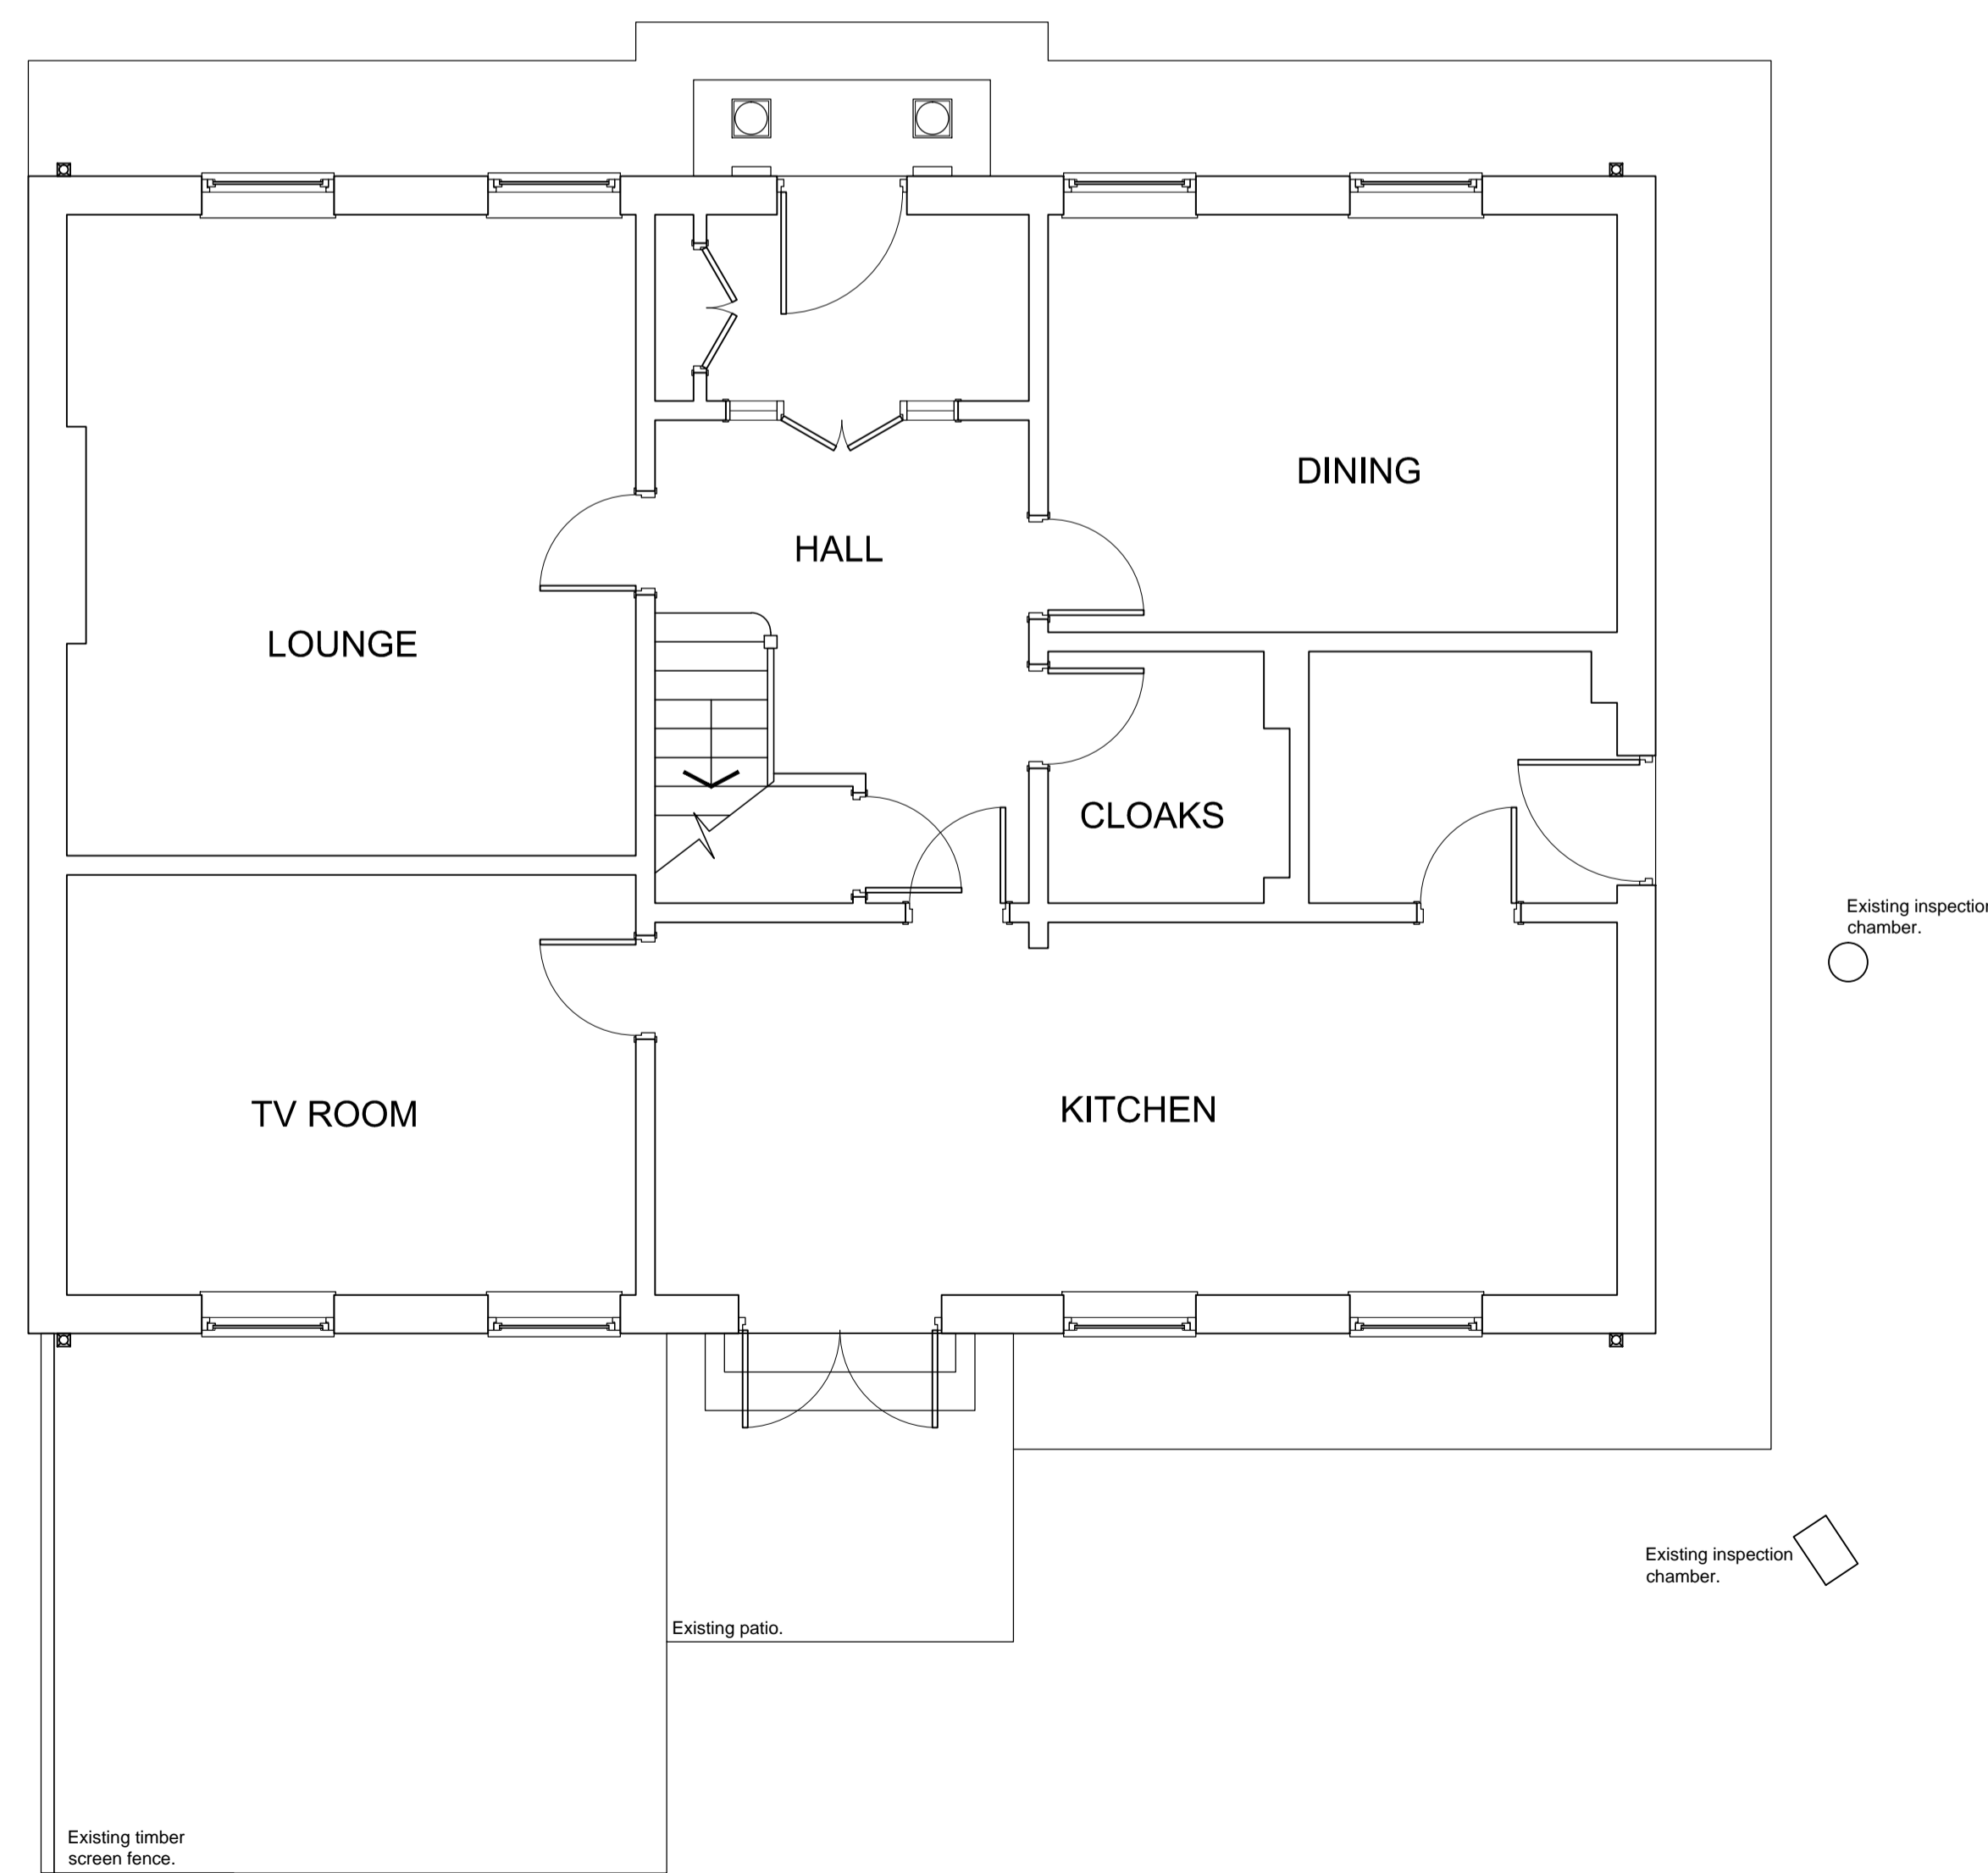 DINING
HALL
LOUNGE
CLOAKS
Existing inspection
chamber.
TV ROOM
KITCHEN
Existing inspection
chamber.
Existing patio.
Existing timber
screen fence.